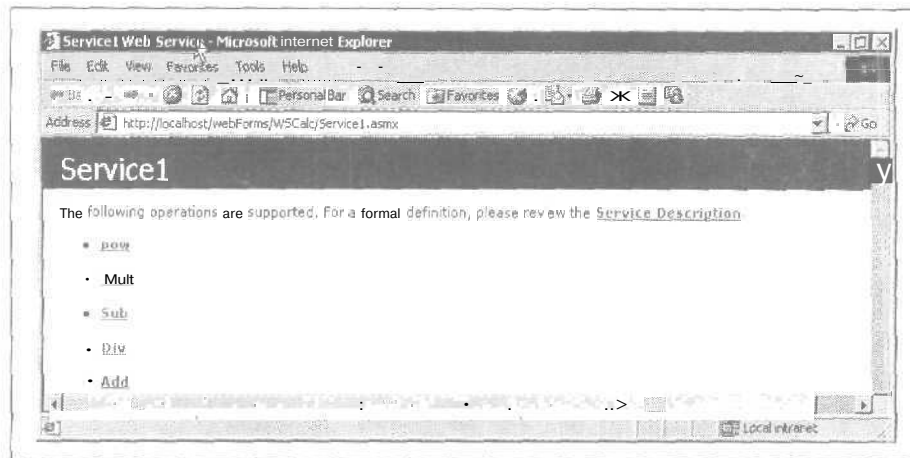 Service1 Web Service - Microsoft internet Explorer
File Edit View Favorites Tools Help
Personal Bar Search Favorites
Address http://localhost/webForms/WSCalc/Service1.asmx Go
Service1
The following operations are supported. For a formal definition, please review the Service Description
• pow
• Mult
• Sub
• Div
• Add
Local intranet